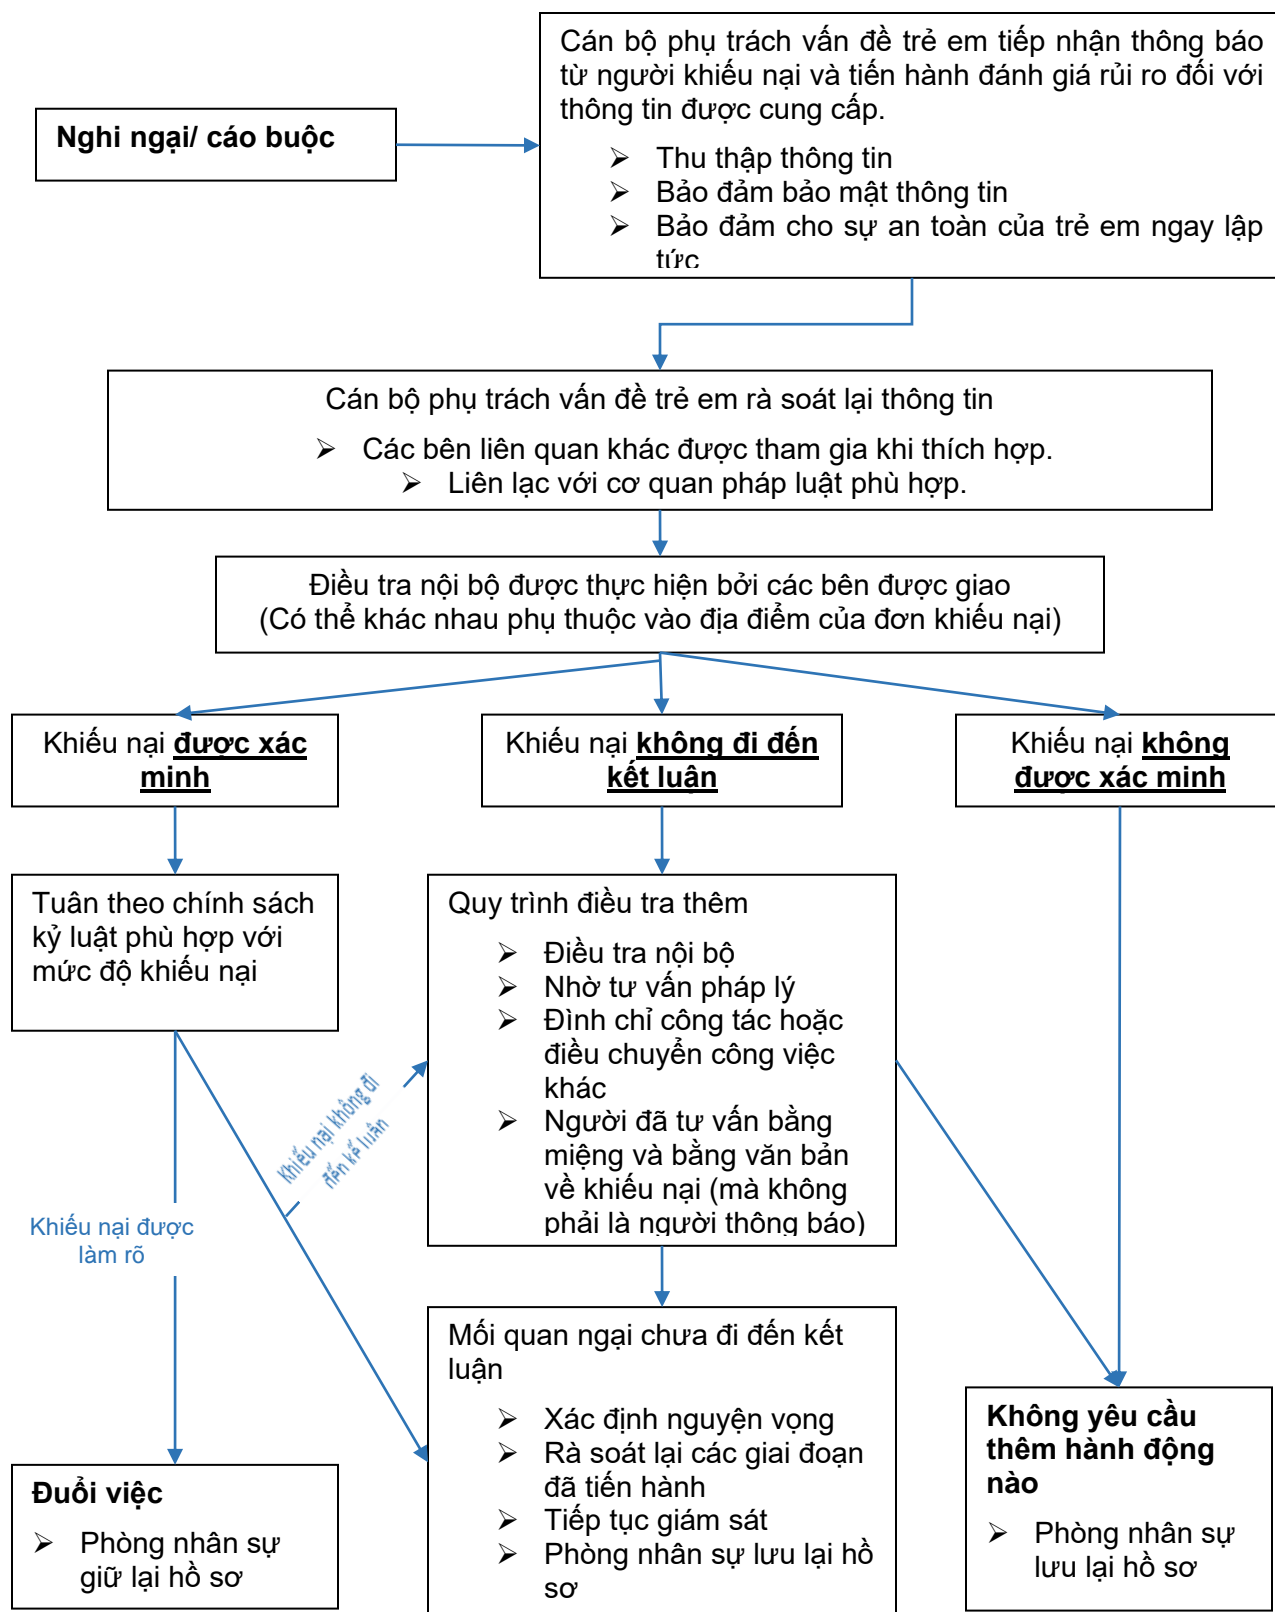 Cán bộ phụ trách vấn đề trẻ em tiếp nhận thông báo
từ người khiếu nại và tiến hành đánh giá rủi ro đối với
thông tin được cung cấp.
Nghi ngại/ cáo buộc
➢ Thu thập thông tin
➢ Bảo đảm bảo mật thông tin
➢ Bảo đảm cho sự an toàn của trẻ em ngay lập
tức
Cán bộ phụ trách vấn đề trẻ em rà soát lại thông tin
➢ Các bên liên quan khác được tham gia khi thích hợp.
➢ Liên lạc với cơ quan pháp luật phù hợp.
Điều tra nội bộ được thực hiện bởi các bên được giao
(Có thể khác nhau phụ thuộc vào địa điểm của đơn khiếu nại)
Khiếu nại được xác
minh
Khiếu nại không đi đến
kết luận
Khiếu nại không
được xác minh
Tuân theo chính sách
kỷ luật phù hợp với
mức độ khiếu nại
Quy trình điều tra thêm
➢ Điều tra nội bộ
➢ Nhờ tư vấn pháp lý
➢ Đình chỉ công tác hoặc
điều chuyển công việc
khác
➢ Người đã tư vấn bằng
miệng và bằng văn bản
về khiếu nại (mà không
phải là người thông báo)
Khiếu nại không đi
đến kế luân
Khiếu nại được
làm rõ
Mối quan ngại chưa đi đến kết
luận
➢ Xác định nguyện vọng
➢ Rà soát lại các giai đoạn
đã tiến hành
➢ Tiếp tục giám sát
➢ Phòng nhân sự lưu lại hồ
sơ
Đuổi việc
➢ Phòng nhân sự
giữ lại hồ sơ
Không yêu cầu
thêm hành động
nào
➢ Phòng nhân sự
lưu lại hồ sơ